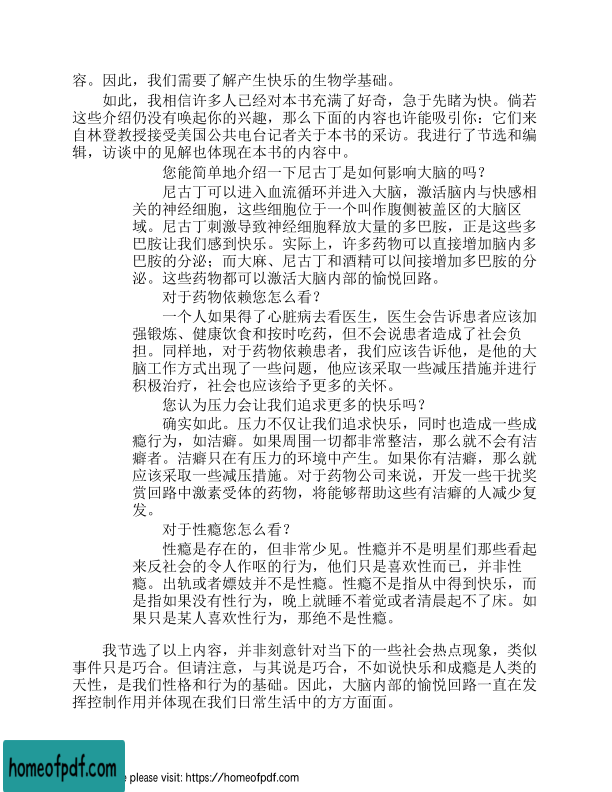 容。因此，我们需要了解产生快乐的生物学基础。
如此，我相信许多人已经对本书充满了好奇，急于先睹为快。倘若
这些介绍仍没有唤起你的兴趣，那么下面的内容也许能吸引你：它们来
自林登教授接受美国公共电台记者关于本书的采访。我进行了节选和编
辑，访谈中的见解也体现在本书的内容中。
您能简单地介绍一下尼古丁是如何影响大脑的吗？
尼古丁可以进入血流循环并进入大脑，激活脑内与快感相
关的神经细胞，这些细胞位于一个叫作腹侧被盖区的大脑区
域。尼古丁刺激导致神经细胞释放大量的多巴胺，正是这些多
巴胺让我们感到快乐。实际上，许多药物可以直接增加脑内多
巴胺的分泌；而大麻、尼古丁和酒精可以间接增加多巴胺的分
泌。这些药物都可以激活大脑内部的愉悦回路。
对于药物依赖您怎么看？
一个人如果得了心脏病去看医生，医生会告诉患者应该加
强锻炼、健康饮食和按时吃药，但不会说患者造成了社会负
担。同样地，对于药物依赖患者，我们应该告诉他，是他的大
脑工作方式出现了一些问题，他应该采取一些减压措施并进行
积极治疗，社会也应该给予更多的关怀。
您认为压力会让我们追求更多的快乐吗？
确实如此。压力不仅让我们追求快乐，同时也造成一些成
瘾行为，如洁癖。如果周围一切都非常整洁，那么就不会有洁
癖者。洁癖只在有压力的环境中产生。如果你有洁癖，那么就
应该采取一些减压措施。对于药物公司来说，开发一些干扰奖
赏回路中激素受体的药物，将能够帮助这些有洁癖的人减少复
发。
对于性瘾您怎么看？
性瘾是存在的，但非常少见。性瘾并不是明星们那些看起
来反社会的令人作呕的行为，他们只是喜欢性而已，并非性
瘾。出轨或者嫖妓并不是性瘾。性瘾不是指从中得到快乐，而
是指如果没有性行为，晚上就睡不着觉或者清晨起不了床。如
果只是某人喜欢性行为，那绝不是性瘾。
我节选了以上内容，并非刻意针对当下的一些社会热点现象，类似
事件只是巧合。但请注意，与其说是巧合，不如说快乐和成瘾是人类的
天性，是我们性格和行为的基础。因此，大脑内部的愉悦回路一直在发
挥控制作用并体现在我们日常生活中的方方面面。
homeofpdf.com
e please visit: https://homeofpdf.com